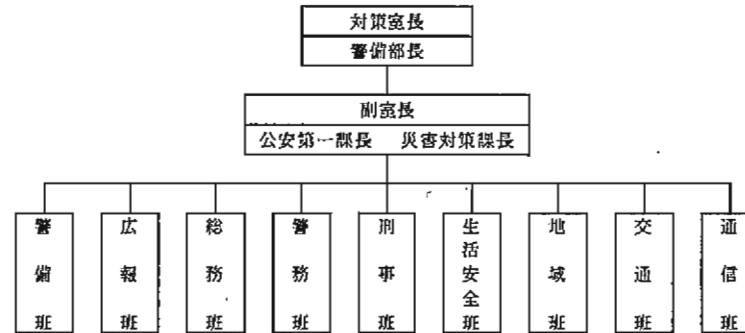 対策室長
警備部長
副室長
公安第一課長 災害対策課長
警備班
広報班
総務班
警務班
刑事班
生活安全班
地域班
交通班
通信班